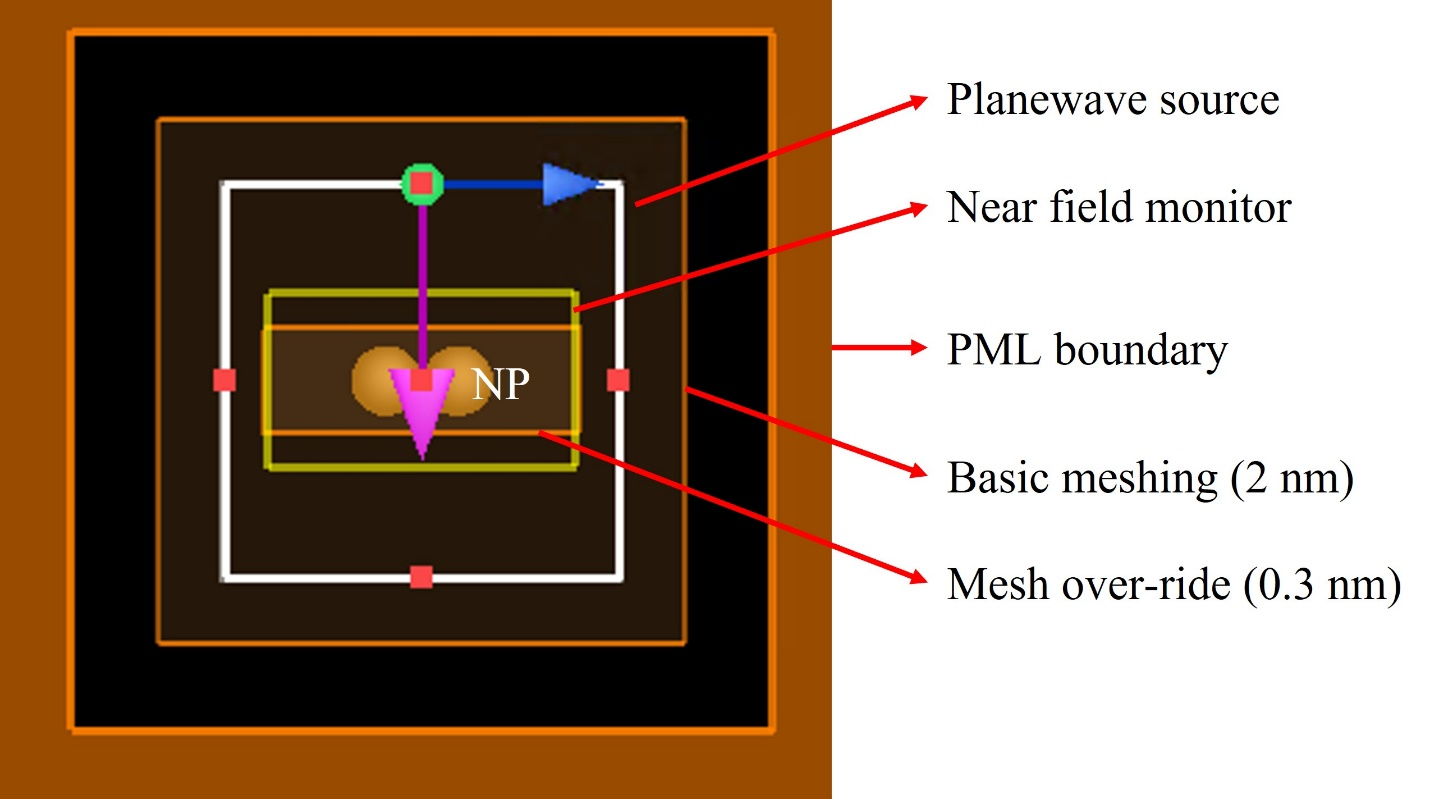 Planewave source
Near field monitor
PML boundary
NP
Basic meshing (2 nm)
Mesh over-ride (0.3 nm)